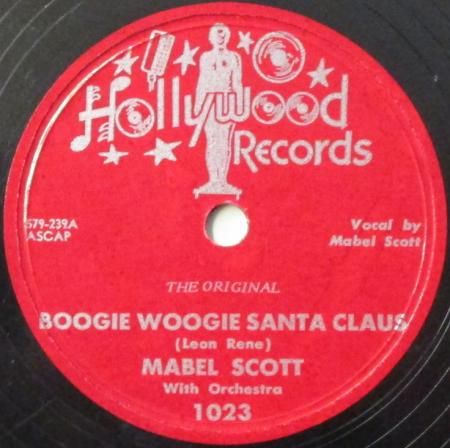 Hollywood
Records
579-239A
ASCAP
Vocal by
Mabel Scott
THE ORIGINAL
BOOGIE WOOGIE SANTA CLAUS
(Leon Rene)
MABEL SCOTT
With Orchestra
1023